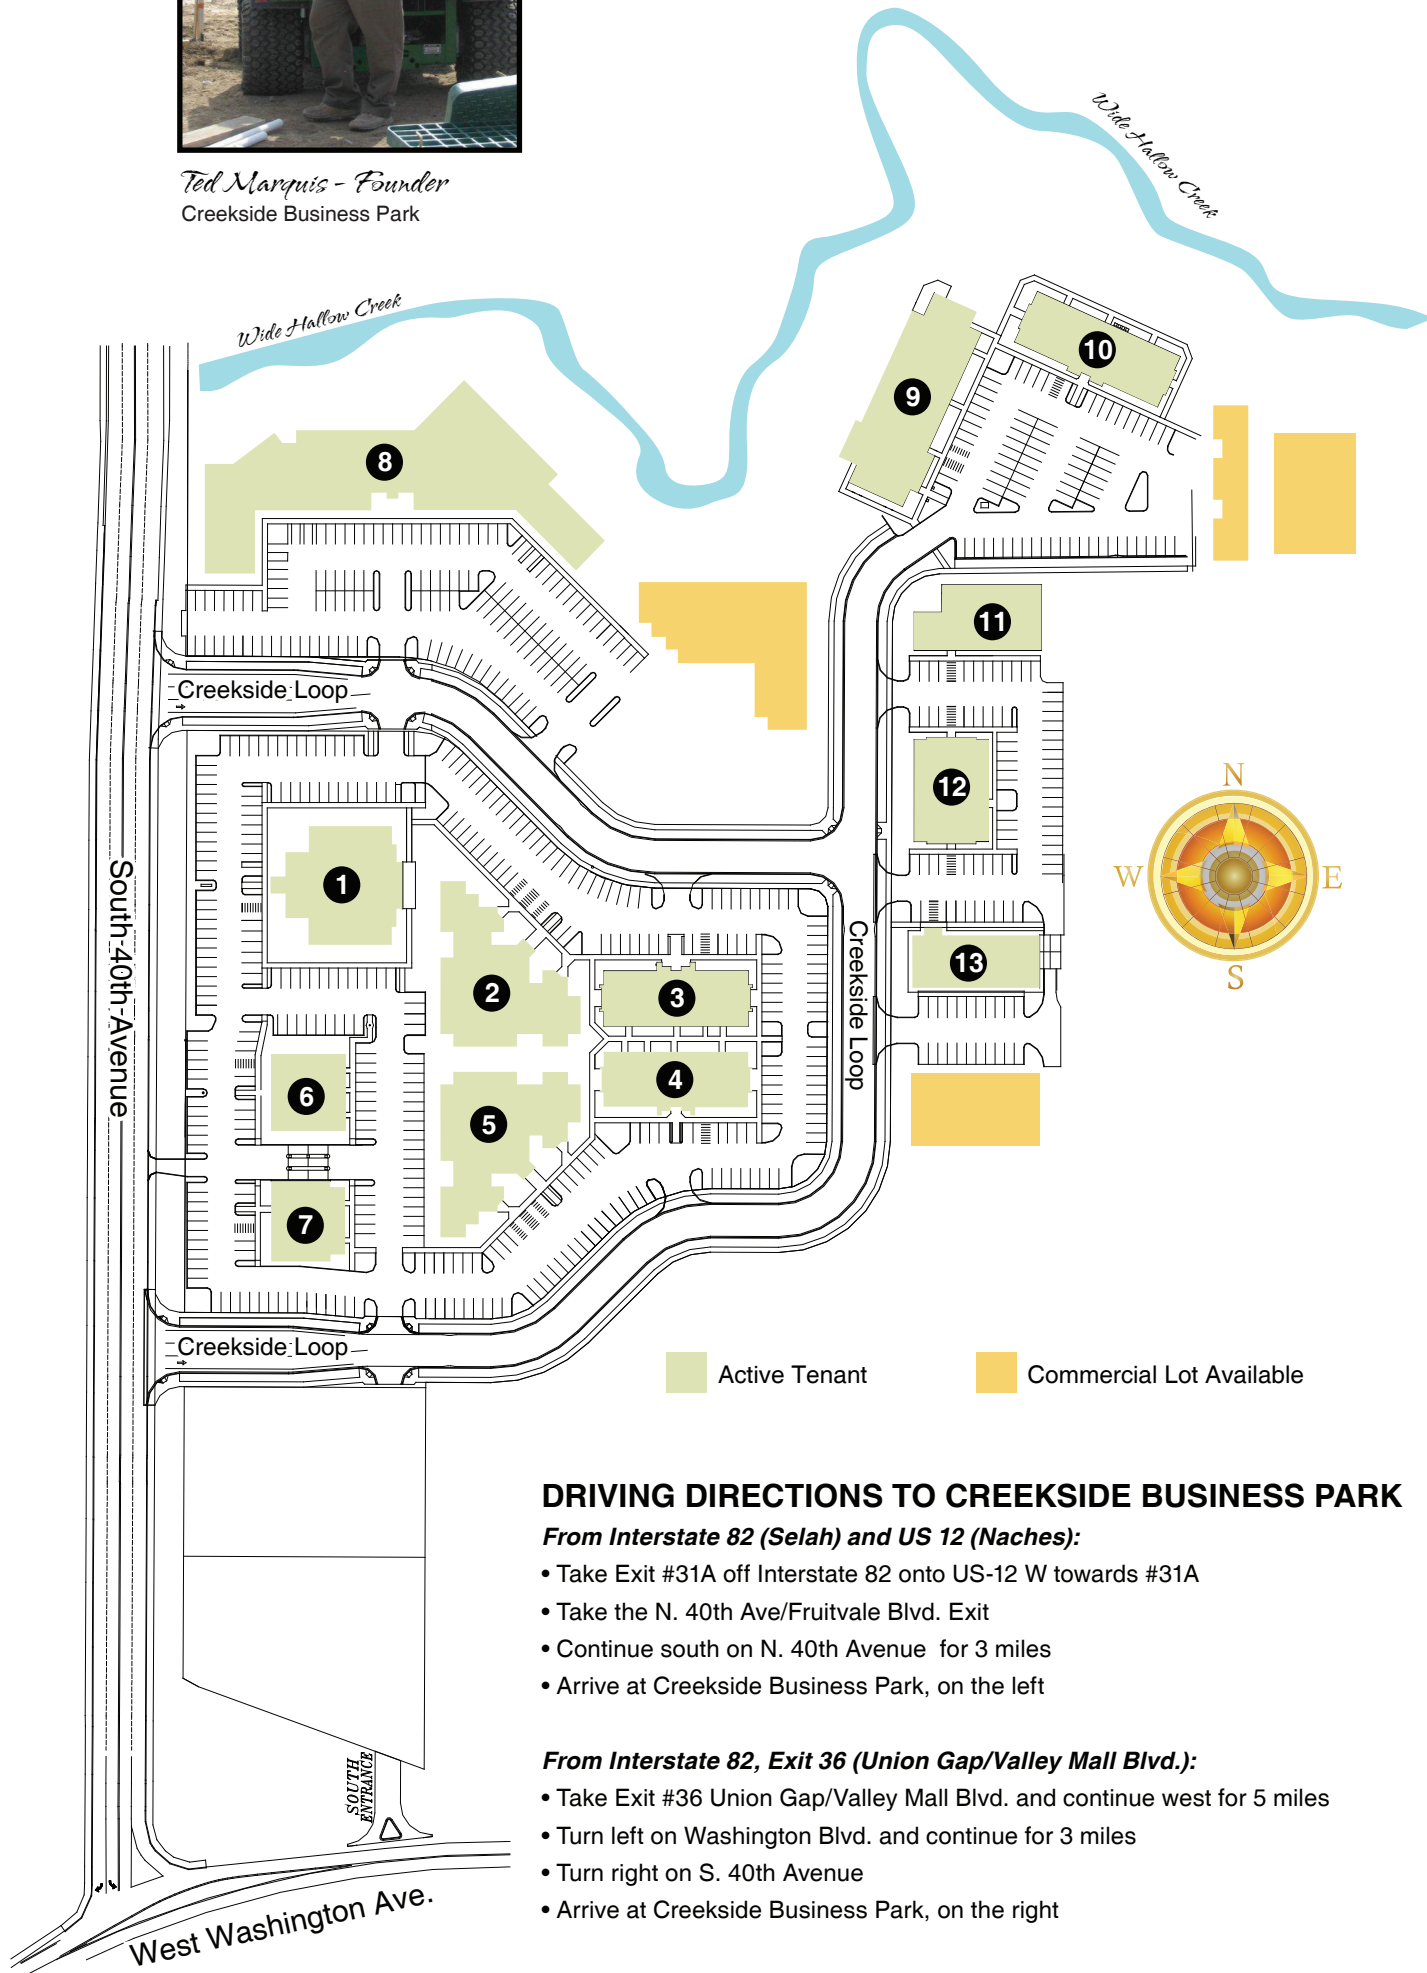 Ted Marquis - Founder
Creekside Business Park
Wide Hallow Creek
Wide Hallow Creek
10
9
8
11
Creekside Loop
12
N
W
E
S
South 40th Avenue
1
Creekside Loop
13
2
3
4
6
5
7
Creekside Loop
Active Tenant
Commercial Lot Available
DRIVING DIRECTIONS TO CREEKSIDE BUSINESS PARK
From Interstate 82 (Selah) and US 12 (Naches):
• Take Exit #31A off Interstate 82 onto US-12 W towards #31A
• Take the N. 40th Ave/Fruitvale Blvd. Exit
• Continue south on N. 40th Avenue  for 3 miles
• Arrive at Creekside Business Park, on the left
From Interstate 82, Exit 36 (Union Gap/Valley Mall Blvd.):
• Take Exit #36 Union Gap/Valley Mall Blvd. and continue west for 5 miles
• Turn left on Washington Blvd. and continue for 3 miles
• Turn right on S. 40th Avenue
• Arrive at Creekside Business Park, on the right
SOUTH
ENTRANCE
West Washington Ave.